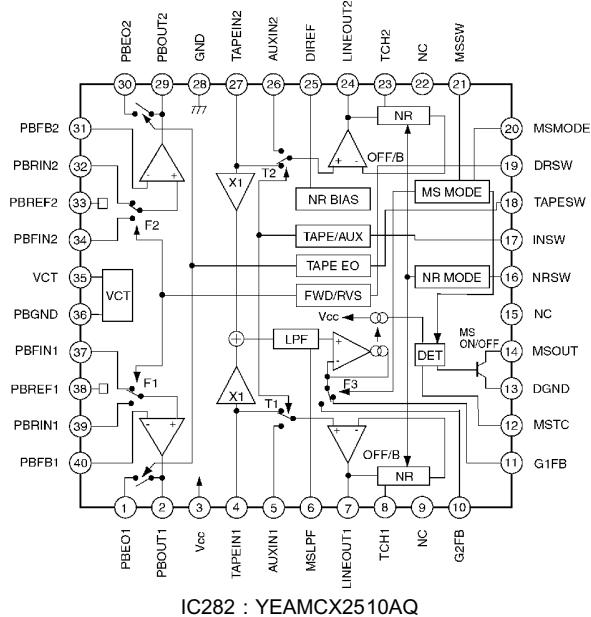 PBEO2
PBOUT2
GND
TAPEIN2
AUXIN2
DIREF
LINEOUT2
TCH2
NC
MSSW
30
29
28
27
26
25
24
23
22
21
PBFB2
31
PBRIN2
32
PBREF2
33
PBFIN2
34
VCT
35
PBGND
36
PBFIN1
37
PBREF1
38
PBRIN1
39
PBFB1
40
20
MSMODE
19
DRSW
18
TAPESW
17
INSW
16
NRSW
15
NC
14
MSOUT
13
DGND
12
MSTC
11
G1FB
NR
OFF/B
+
-
-
+
X1
T2
F2
NR BIAS
MS MODE
TAPE/AUX
TAPE EO
FWD/RVS
NR MODE
VCT
Vcc
LPF
+
-
DET
MS
ON/OFF
F1
F3
X1
T1
-
+
+
-
OFF/B
NR
1
2
3
4
5
6
7
8
9
10
PBEO1
PBOUT1
Vcc
TAPEIN1
AUXIN1
MSLPF
LINEOUT1
TCH1
NC
G2FB
IC282 : YEAMCX2510AQ